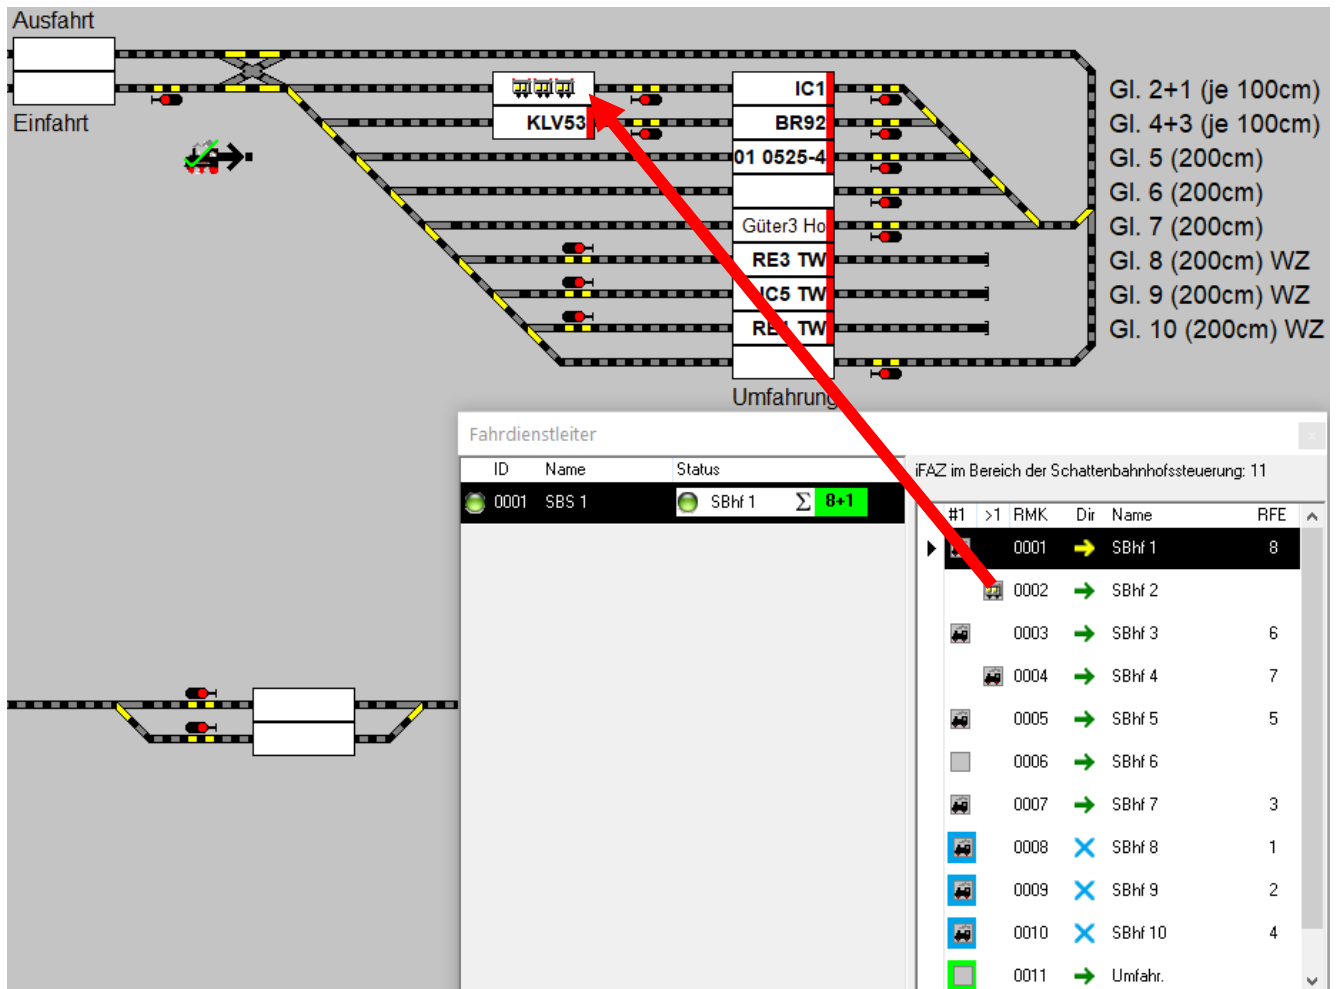 Ausfahrt
Einfahrt
IC1
KLV53
BR92
01 0525-4
Güter3 Ho
RE3 TW
IC5 TW
TW
Umfahrung
Gl. 2+1 (je 100cm)
Gl. 4+3 (je 100cm)
Gl. 5 (200cm)
Gl. 6 (200cm)
Gl. 7 (200cm)
Gl. 8 (200cm) WZ
Gl. 9 (200cm) WZ
Gl. 10 (200cm) WZ
Fahrdienstleiter
x
ID Name Status
0001 SBS 1 SBhf 1 Σ 8+1
iFAZ im Bereich der Schattenbahnhofssteuerung: 11
#1 >1 RMK Dir Name RFE
0001 SBhf 1 8
0002 SBhf 2
0003 SBhf 3 6
0004 SBhf 4 7
0005 SBhf 5 5
0006 SBhf 6
0007 SBhf 7 3
0008 SBhf 8 1
0009 SBhf 9 2
0010 SBhf 10 4
0011 Umfahr.